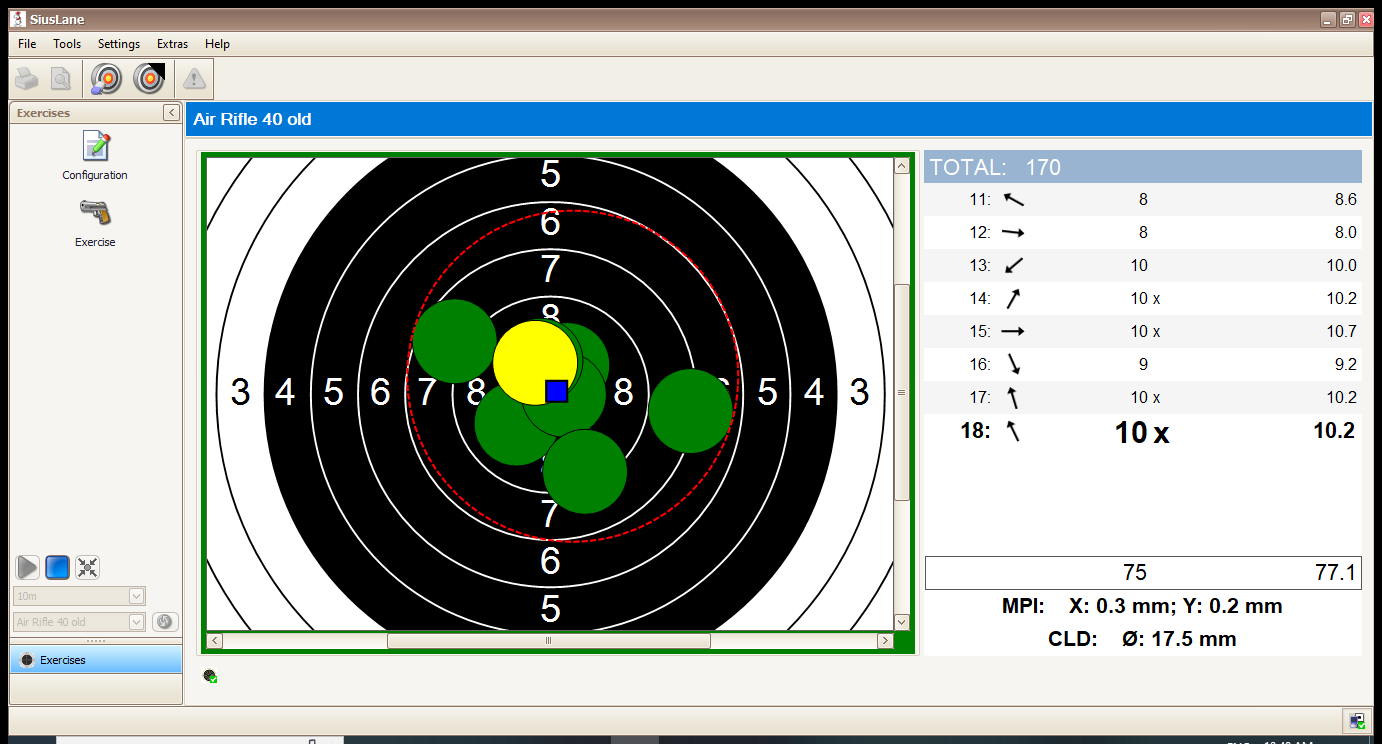 SiusLane
File Tools Settings Extras Help
Exercises
Configuration
Exercise
10m
Air Rifle 40 old
Exercises
Air Rifle 40 old
5
6
7
8
3 4 5 6 7 8 8 5 4 3
7
6
5
TOTAL: 170
11: 8 8.6
12: 8 8.0
13: 10 10.0
14: 10 x 10.2
15: 10 x 10.7
16: 9 9.2
17: 10 x 10.2
18: 10 x 10.2
75 77.1
MPI: X: 0.3 mm; Y: 0.2 mm
CLD: Ø: 17.5 mm